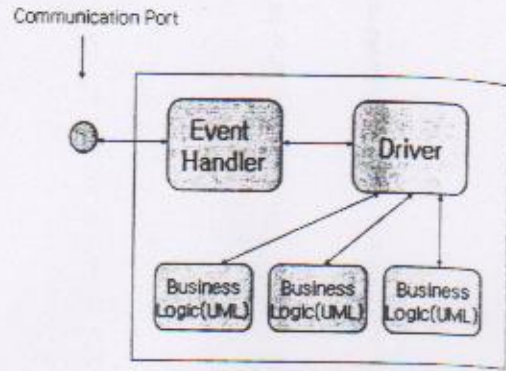 Communication Port
Event
Handler
Driver
Business
Logic(UML)
Business
Logic(UML)
Business
Logic(UML)